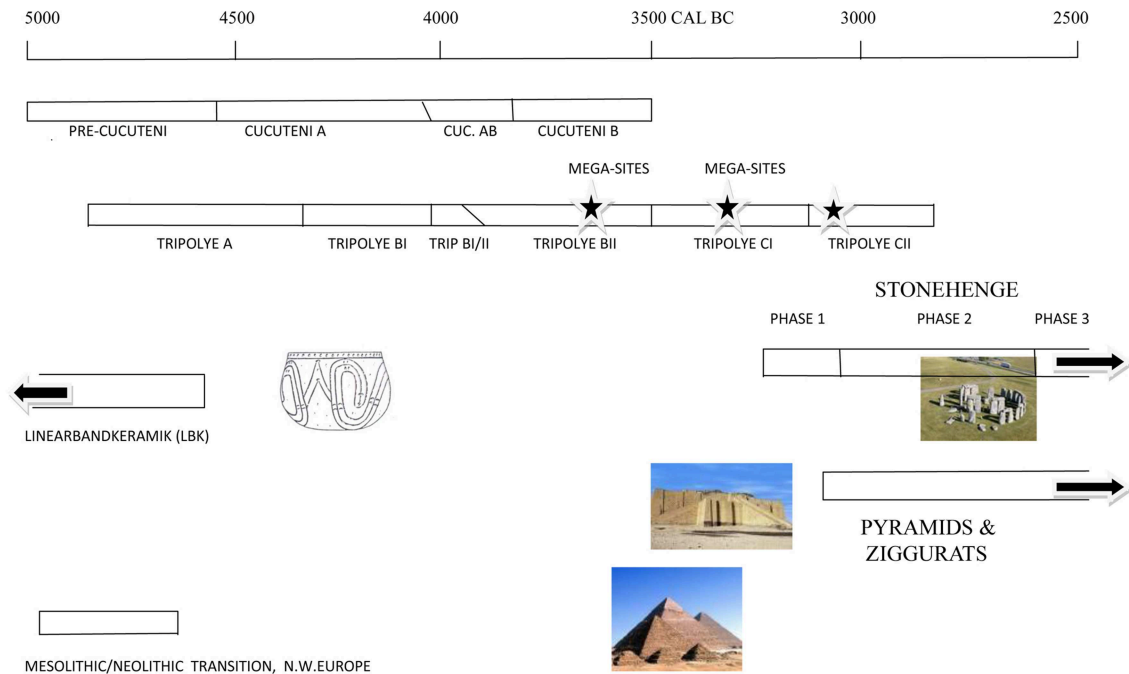 5000 4500 4000 3500 CAL BC 3000 2500
PRE-CUCUTENI CUCUTENI A CUC. AB CUCUTENI B
MEGA-SITES MEGA-SITES
TRIPOLYE A TRIPOLYE BI TRIP BI/II TRIPOLYE BII TRIPOLYE CI TRIPOLYE CII
STONEHENGE
PHASE 1 PHASE 2 PHASE 3
LINEARBANDKERAMIK (LBK)
PYRAMIDS &
ZIGGURATS
MESOLITHIC/NEOLITHIC TRANSITION, N.W.EUROPE